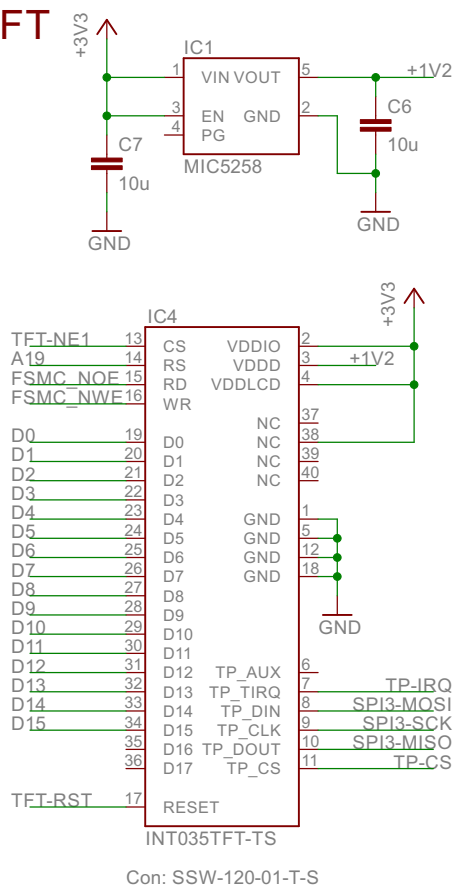 FT
+3V3
IC1
1 VIN VOUT 5 +1V2
3 EN GND 2
4 PG
MIC5258
C7
10u
C6
10u
GND
GND
IC4
+3V3
TFT-NE1 13 CS VDDIO 2
A19 14 RS VDDD 3 +1V2
FSMC_NOE 15 RD VDDLCD 4
FSMC_NWE 16 WR
NC 37
D0 19 D0 NC 38
D1 20 D1 NC 39
D2 21 D2 NC 40
D3 22 D3
D4 23 D4 GND 1
D5 24 D5 GND 5
D6 25 D6 GND 12
D7 26 D7 GND 18
D8 27 D8
D9 28 D9
GND
D10 29 D10
D11 30 D11
D12 31 D12 TP_AUX 6
D13 32 D13 TP_TIRQ 7 TP-IRQ
D14 33 D14 TP_DIN 8 SPI3-MOSI
D15 34 D15 TP_CLK 9 SPI3-SCK
35 D16 TP_DOUT 10 SPI3-MISO
36 D17 TP_CS 11 TP-CS
TFT-RST 17 RESET
INT035TFT-TS
Con: SSW-120-01-T-S